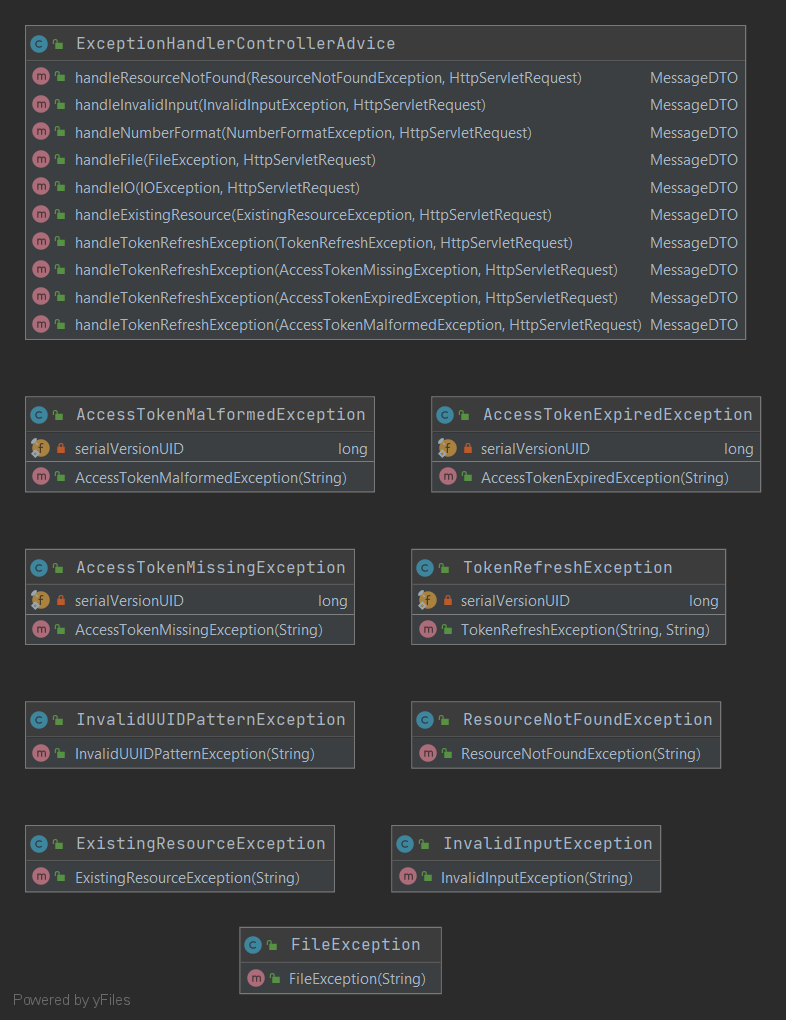 ExceptionHandlerControllerAdvice
handleResourceNotFound(ResourceNotFoundException, HttpServletRequest) MessageDTO
handleInvalidInput(InvalidInputException, HttpServletRequest) MessageDTO
handleNumberFormat(NumberFormatException, HttpServletRequest) MessageDTO
handleFile(FileException, HttpServletRequest) MessageDTO
handleIO(IOException, HttpServletRequest) MessageDTO
handleExistingResource(ExistingResourceException, HttpServletRequest) MessageDTO
handleTokenRefreshException(TokenRefreshException, HttpServletRequest) MessageDTO
handleTokenRefreshException(AccessTokenMissingException, HttpServletRequest) MessageDTO
handleTokenRefreshException(AccessTokenExpiredException, HttpServletRequest) MessageDTO
handleTokenRefreshException(AccessTokenMalformedException, HttpServletRequest) MessageDTO
AccessTokenMalformedException
serialVersionUID long
AccessTokenMalformedException(String)
AccessTokenExpiredException
serialVersionUID long
AccessTokenExpiredException(String)
AccessTokenMissingException
serialVersionUID long
AccessTokenMissingException(String)
TokenRefreshException
serialVersionUID long
TokenRefreshException(String, String)
InvalidUUIDPatternException
InvalidUUIDPatternException(String)
ResourceNotFoundException
ResourceNotFoundException(String)
ExistingResourceException
ExistingResourceException(String)
InvalidInputException
InvalidInputException(String)
FileException
FileException(String)
Powered by yFiles